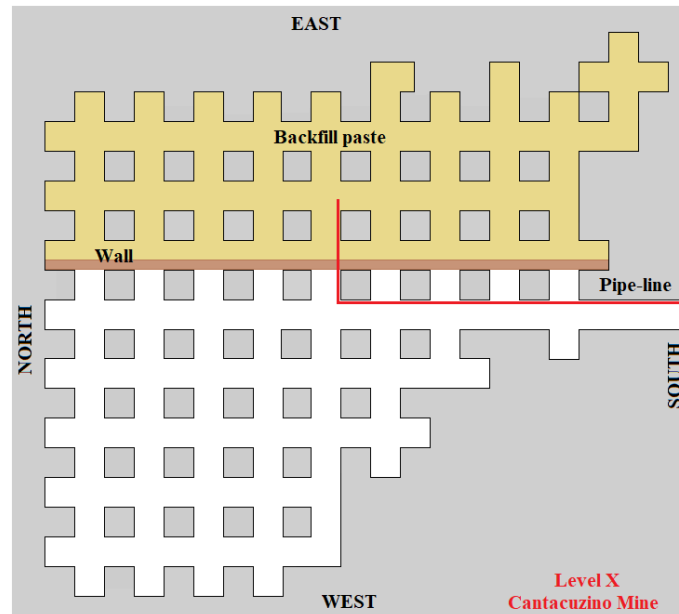 EAST
Backfill paste
Wall
Pipe-line
NORTH
SOUTH
WEST
Level X
Cantacuzino Mine